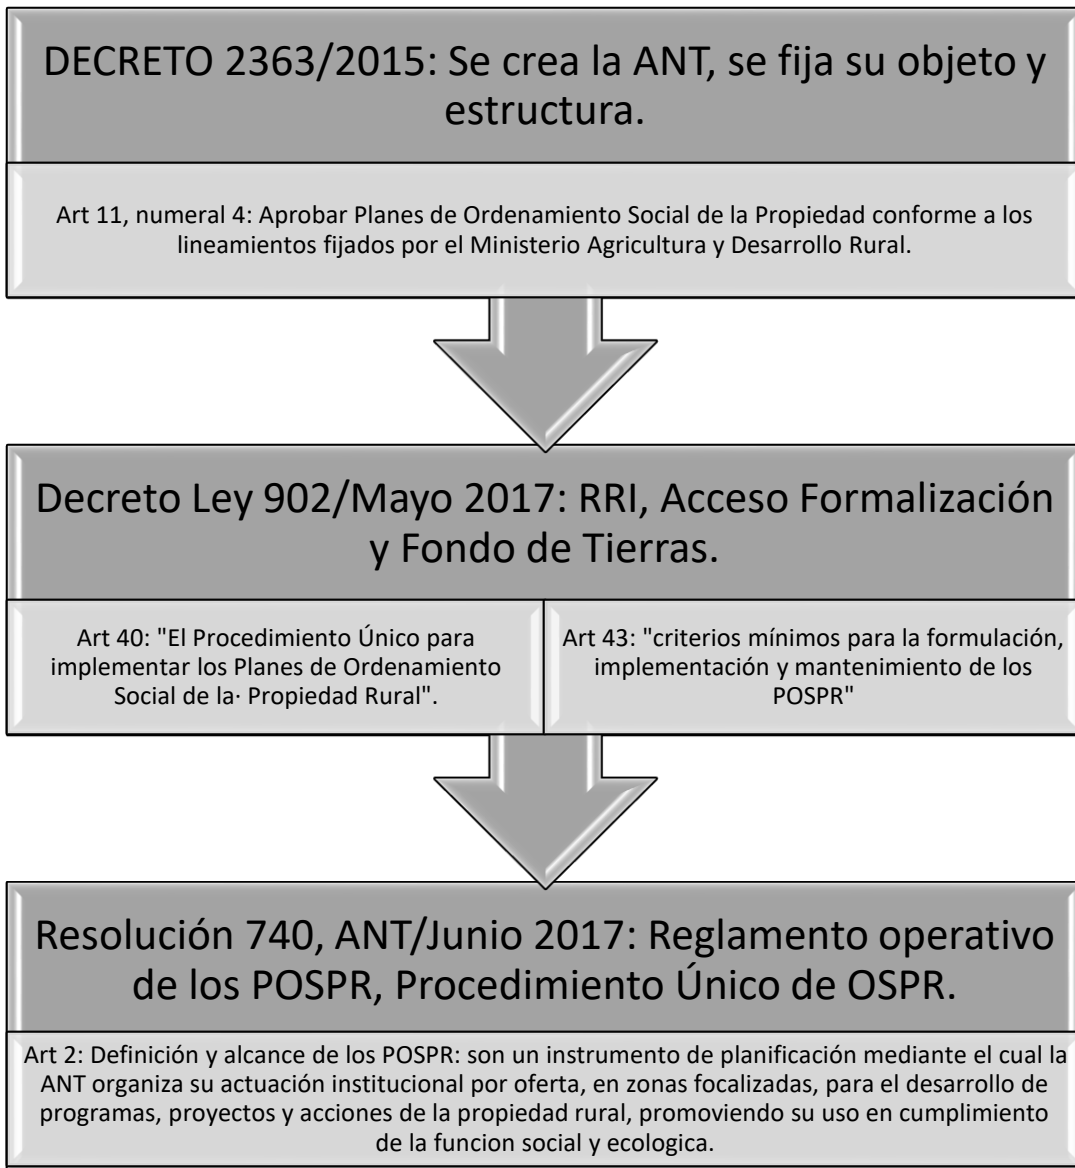 DECRETO 2363/2015: Se crea la ANT, se fija su objeto y
estructura.
Art 11, numeral 4: Aprobar Planes de Ordenamiento Social de la Propiedad conforme a los
lineamientos fijados por el Ministerio Agricultura y Desarrollo Rural.
Decreto Ley 902/Mayo 2017: RRI, Acceso Formalización
y Fondo de Tierras.
Art 40: "El Procedimiento Único para
implementar los Planes de Ordenamiento
Social de la· Propiedad Rural".
Art 43: "criterios mínimos para la formulación,
implementación y mantenimiento de los
POSPR"
Resolución 740, ANT/Junio 2017: Reglamento operativo
de los POSPR, Procedimiento Único de OSPR.
Art 2: Definición y alcance de los POSPR: son un instrumento de planificación mediante el cual la
ANT organiza su actuación institucional por oferta, en zonas focalizadas, para el desarrollo de
programas, proyectos y acciones de la propiedad rural, promoviendo su uso en cumplimiento
de la funcion social y ecologica.